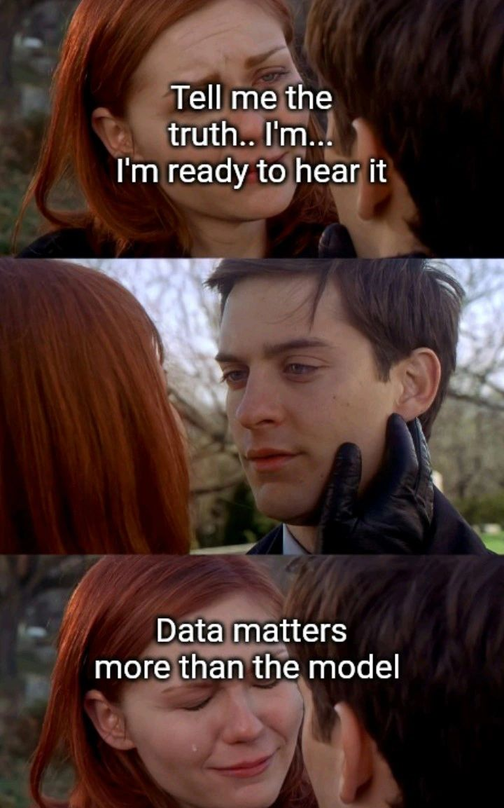 Tell me the
truth.. I'm...
I'm ready to hear it
Data matters
more than the model